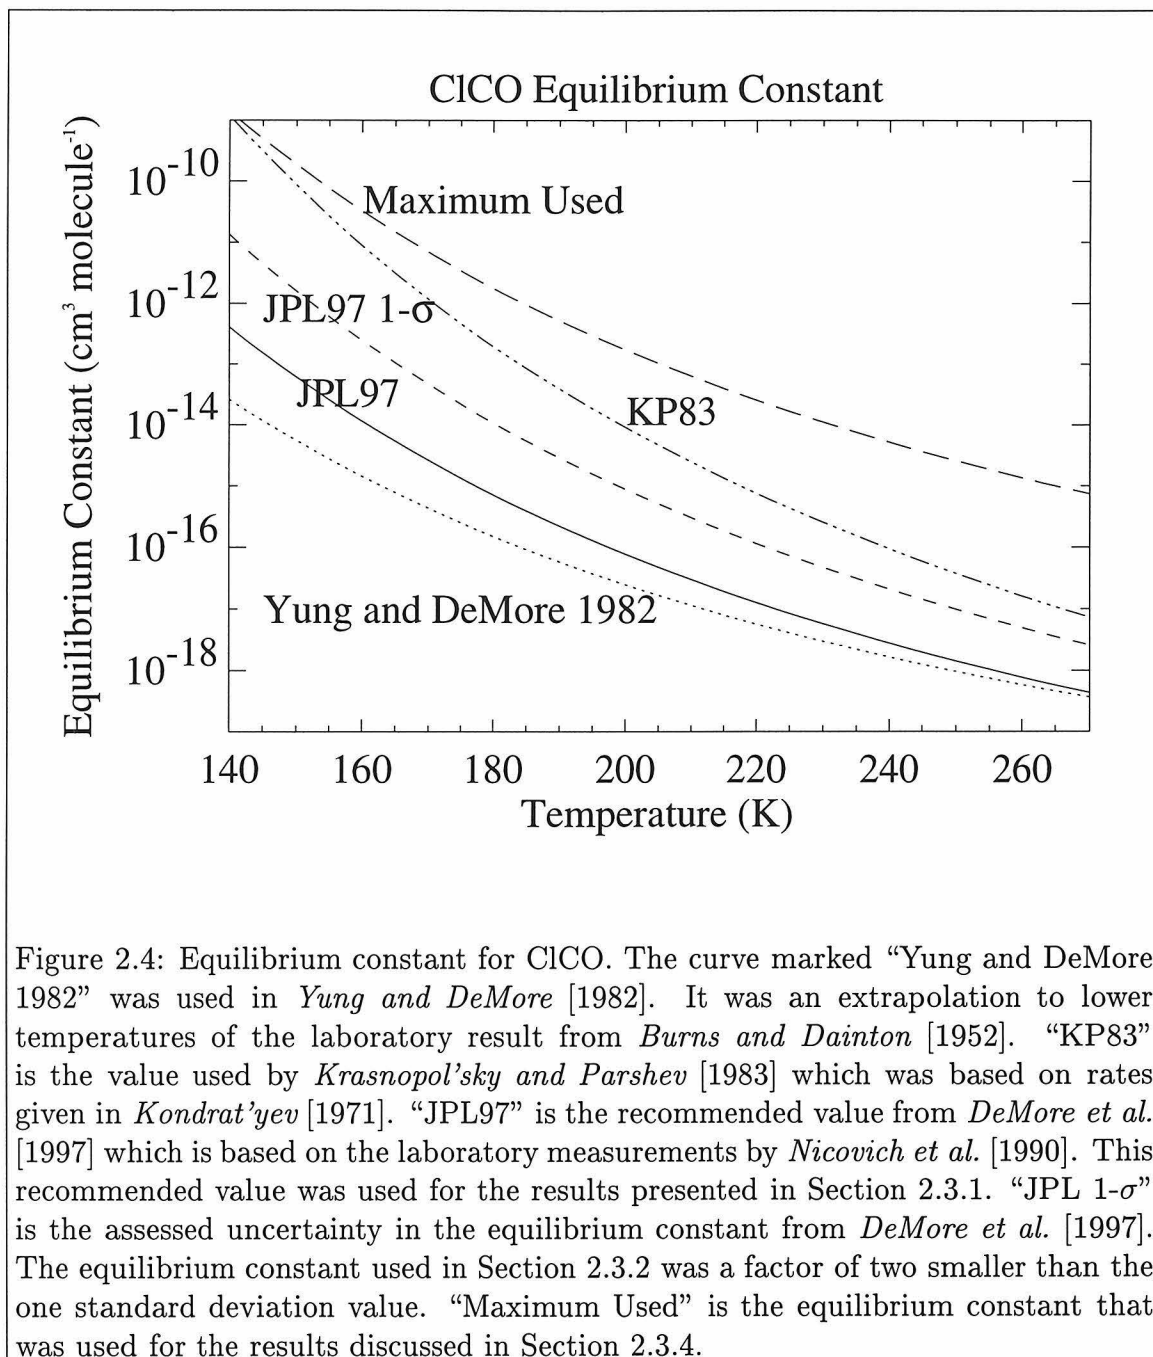 ClCO Equilibrium Constant
Equilibrium Constant (cm³ molecule⁻¹)
10⁻¹⁰
10⁻¹²
10⁻¹⁴
10⁻¹⁶
10⁻¹⁸
Maximum Used
JPL97 1-σ
JPL97
KP83
Yung and DeMore 1982
140 160 180 200 220 240 260
Temperature (K)
Figure 2.4: Equilibrium constant for ClCO. The curve marked “Yung and DeMore
1982” was used in Yung and DeMore [1982]. It was an extrapolation to lower
temperatures of the laboratory result from Burns and Dainton [1952]. “KP83”
is the value used by Krasnopol'sky and Parshev [1983] which was based on rates
given in Kondrat'yev [1971]. “JPL97” is the recommended value from DeMore et al.
[1997] which is based on the laboratory measurements by Nicovich et al. [1990]. This
recommended value was used for the results presented in Section 2.3.1. “JPL 1-σ”
is the assessed uncertainty in the equilibrium constant from DeMore et al. [1997].
The equilibrium constant used in Section 2.3.2 was a factor of two smaller than the
one standard deviation value. “Maximum Used” is the equilibrium constant that
was used for the results discussed in Section 2.3.4.